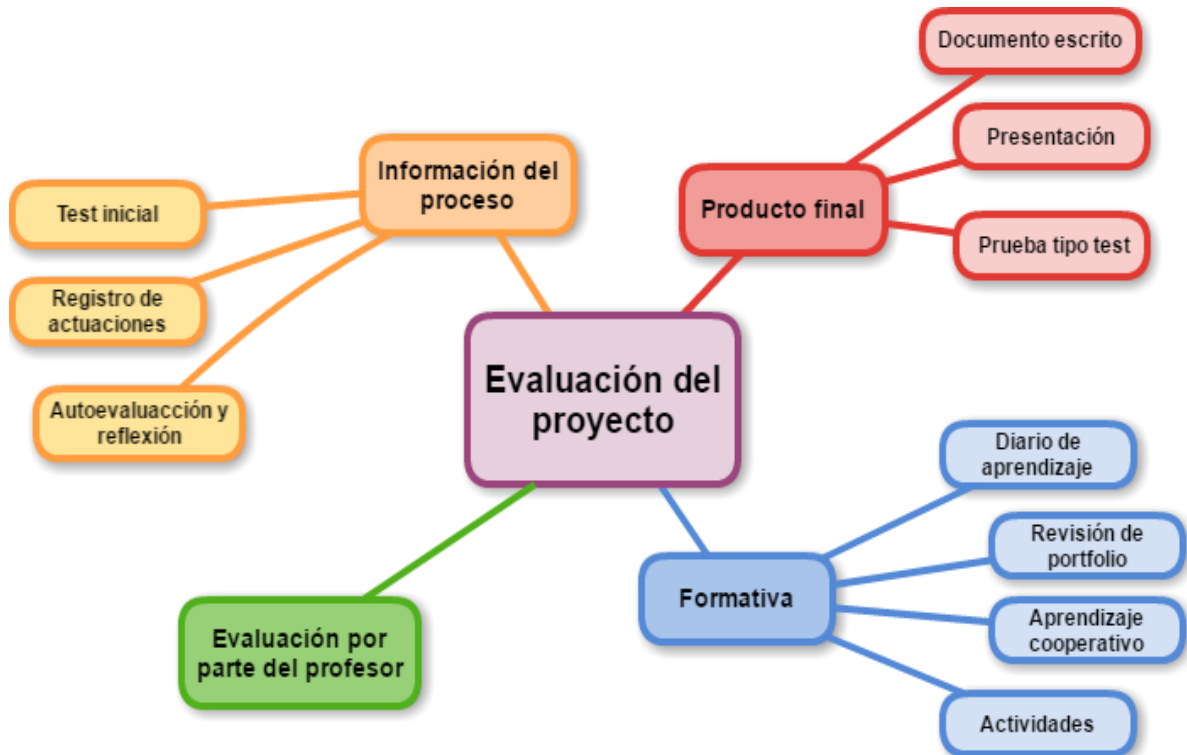 Evaluación del
proyecto
Información del
proceso
Test inicial
Registro de
actuaciones
Autoevaluacción y
reflexión
Producto final
Documento escrito
Presentación
Prueba tipo test
Formativa
Diario de
aprendizaje
Revisión de
portfolio
Aprendizaje
cooperativo
Actividades
Evaluación por
parte del profesor